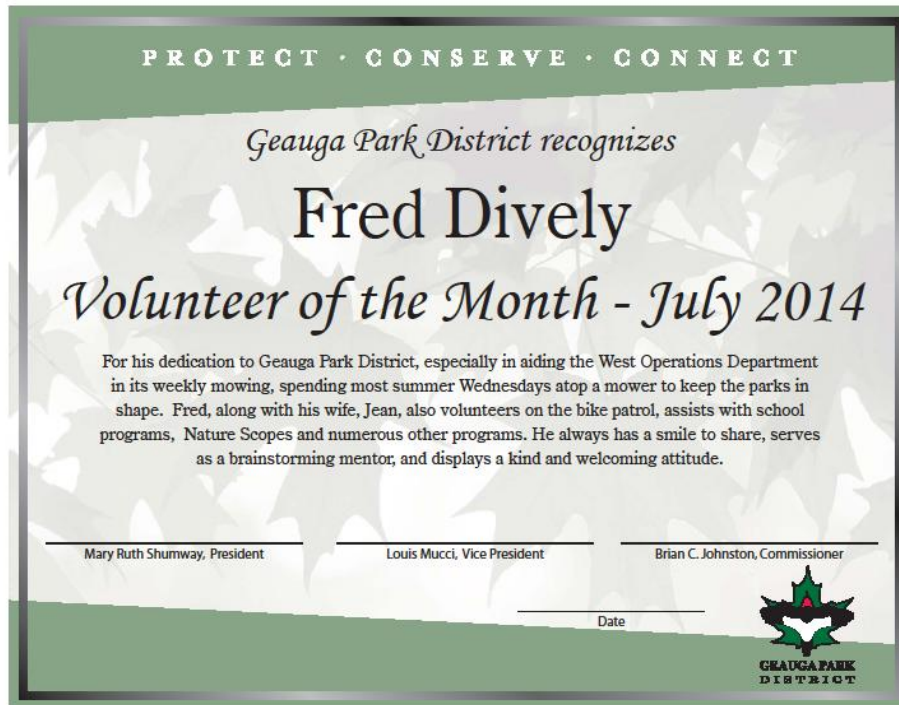 PROTECT · CONSERVE · CONNECT
Geauga Park District recognizes
Fred Dively
Volunteer of the Month - July 2014
For his dedication to Geauga Park District, especially in aiding the West Operations Department
in its weekly mowing, spending most summer Wednesdays atop a mower to keep the parks in
shape.  Fred, along with his wife, Jean, also volunteers on the bike patrol, assists with school
programs,  Nature Scopes and numerous other programs. He always has a smile to share, serves
as a brainstorming mentor, and displays a kind and welcoming attitude.
Mary Ruth Shumway, President
Louis Mucci, Vice President
Brian C. Johnston, Commissioner
Date
GEAUGA PARK
DISTRICT